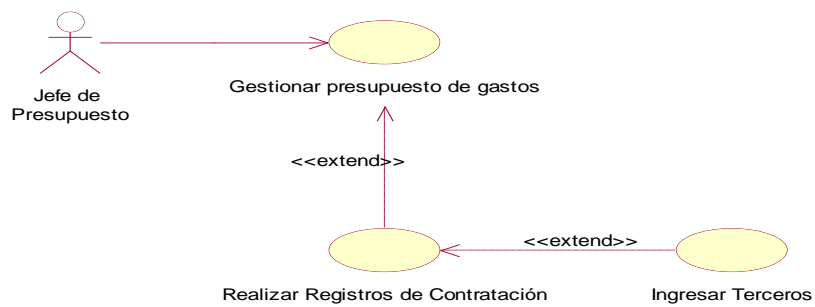 Jefe de
Presupuesto
Gestionar presupuesto de gastos
<<extend>>
<<extend>>
Realizar Registros de Contratación
Ingresar Terceros